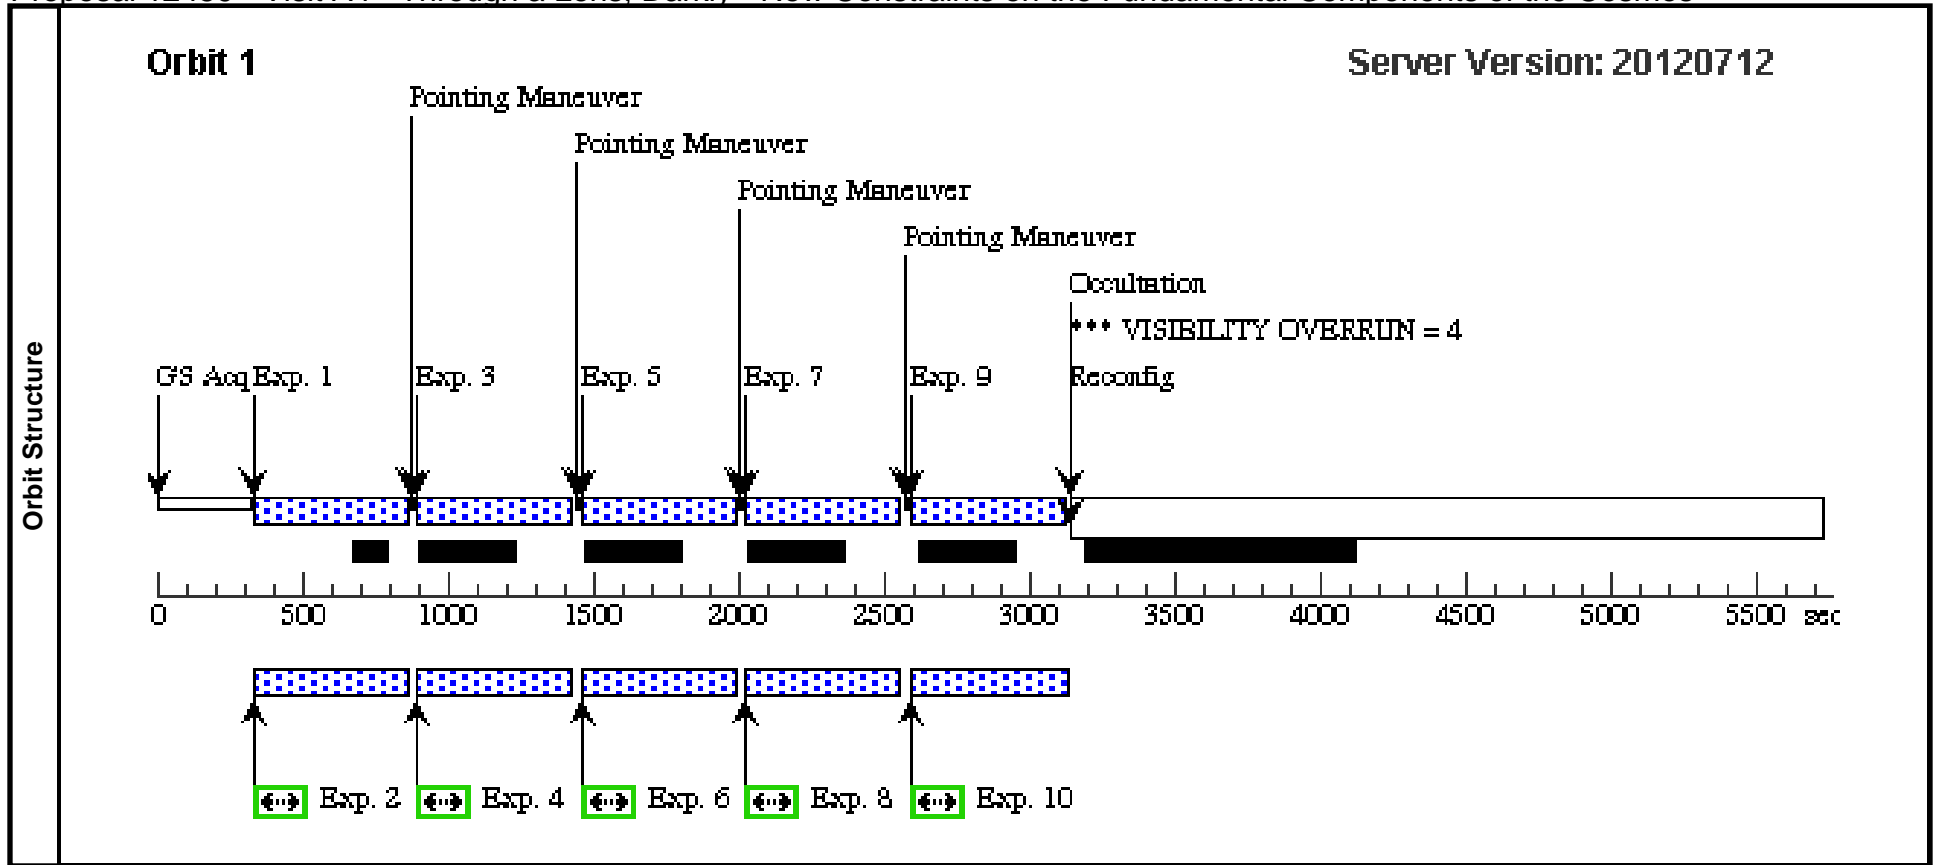 Orbit 1
Server Version: 20120712
Pointing Maneuver
Pointing Maneuver
Pointing Maneuver
Pointing Maneuver
Occultation
*** VISIBILITY OVERRUN = 4
GS Acq Exp. 1 Exp. 3 Exp. 5 Exp. 7 Exp. 9 Reconfig
Orbit Structure
0 500 1000 1500 2000 2500 3000 3500 4000 4500 5000 5500 sec
Exp. 2 Exp. 4 Exp. 6 Exp. 8 Exp. 10